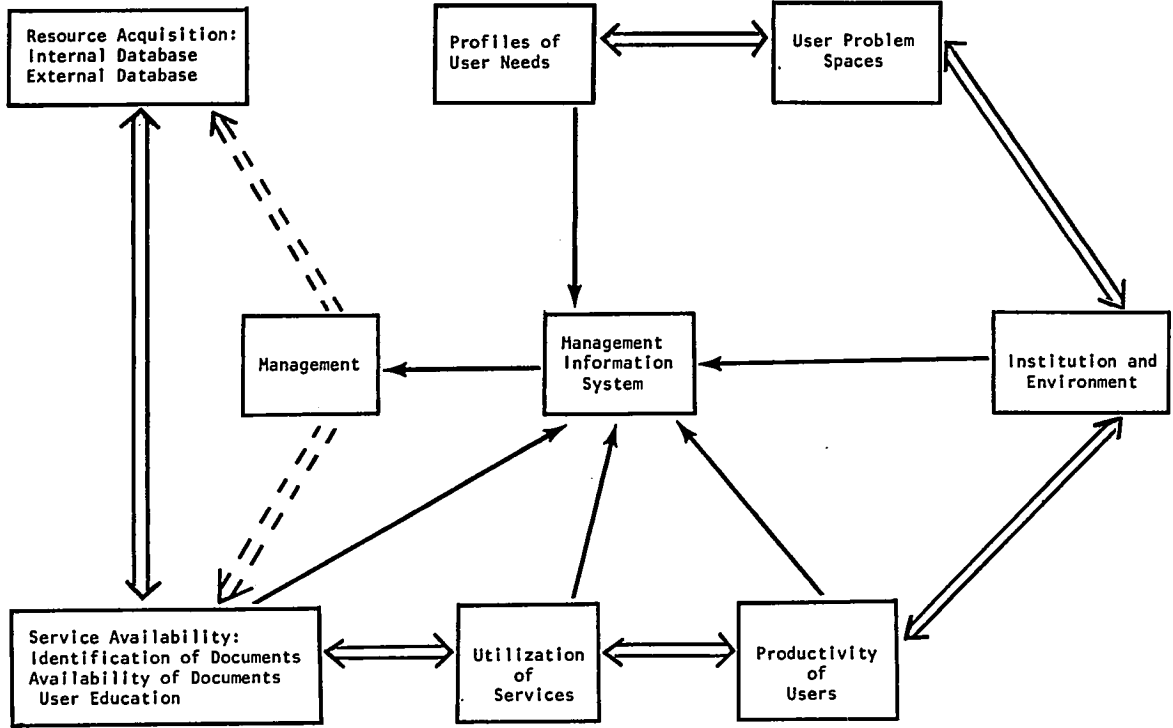 Resource Acquisition:
Internal Database
External Database
Profiles of
User Needs
User Problem
Spaces
Management
Management
Information
System
Institution and
Environment
Service Availability:
Identification of Documents
Availability of Documents
User Education
Utilization
of
Services
Productivity
of
Users